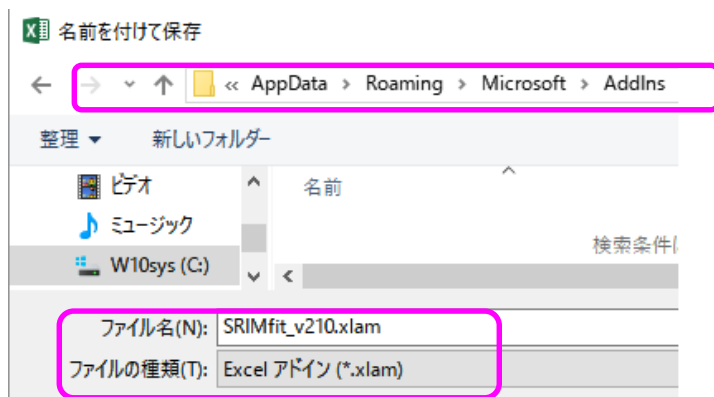 名前を付けて保存
« AppData > Roaming > Microsoft > AddIns
整理 新しいフォルダー
ビデオ
名前
ミュージック
検索条件に
W10sys (C:)
ファイル名(N): SRIMfit_v210.xlam
ファイルの種類(T): Excel アドイン (*.xlam)